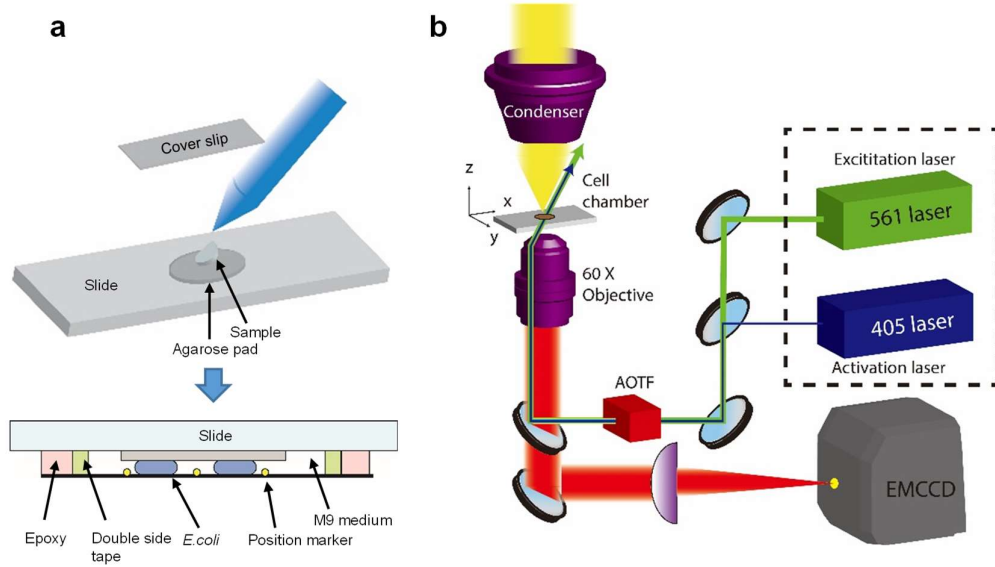 a
Cover slip
Slide
Sample
Agarose pad
Slide
M9 medium
Epoxy
Double side
tape
E.coli
Position marker
b
Condenser
z
x
y
Cell
chamber
60 X
Objective
Excititation laser
561 laser
405 laser
Activation laser
AOTF
EMCCD